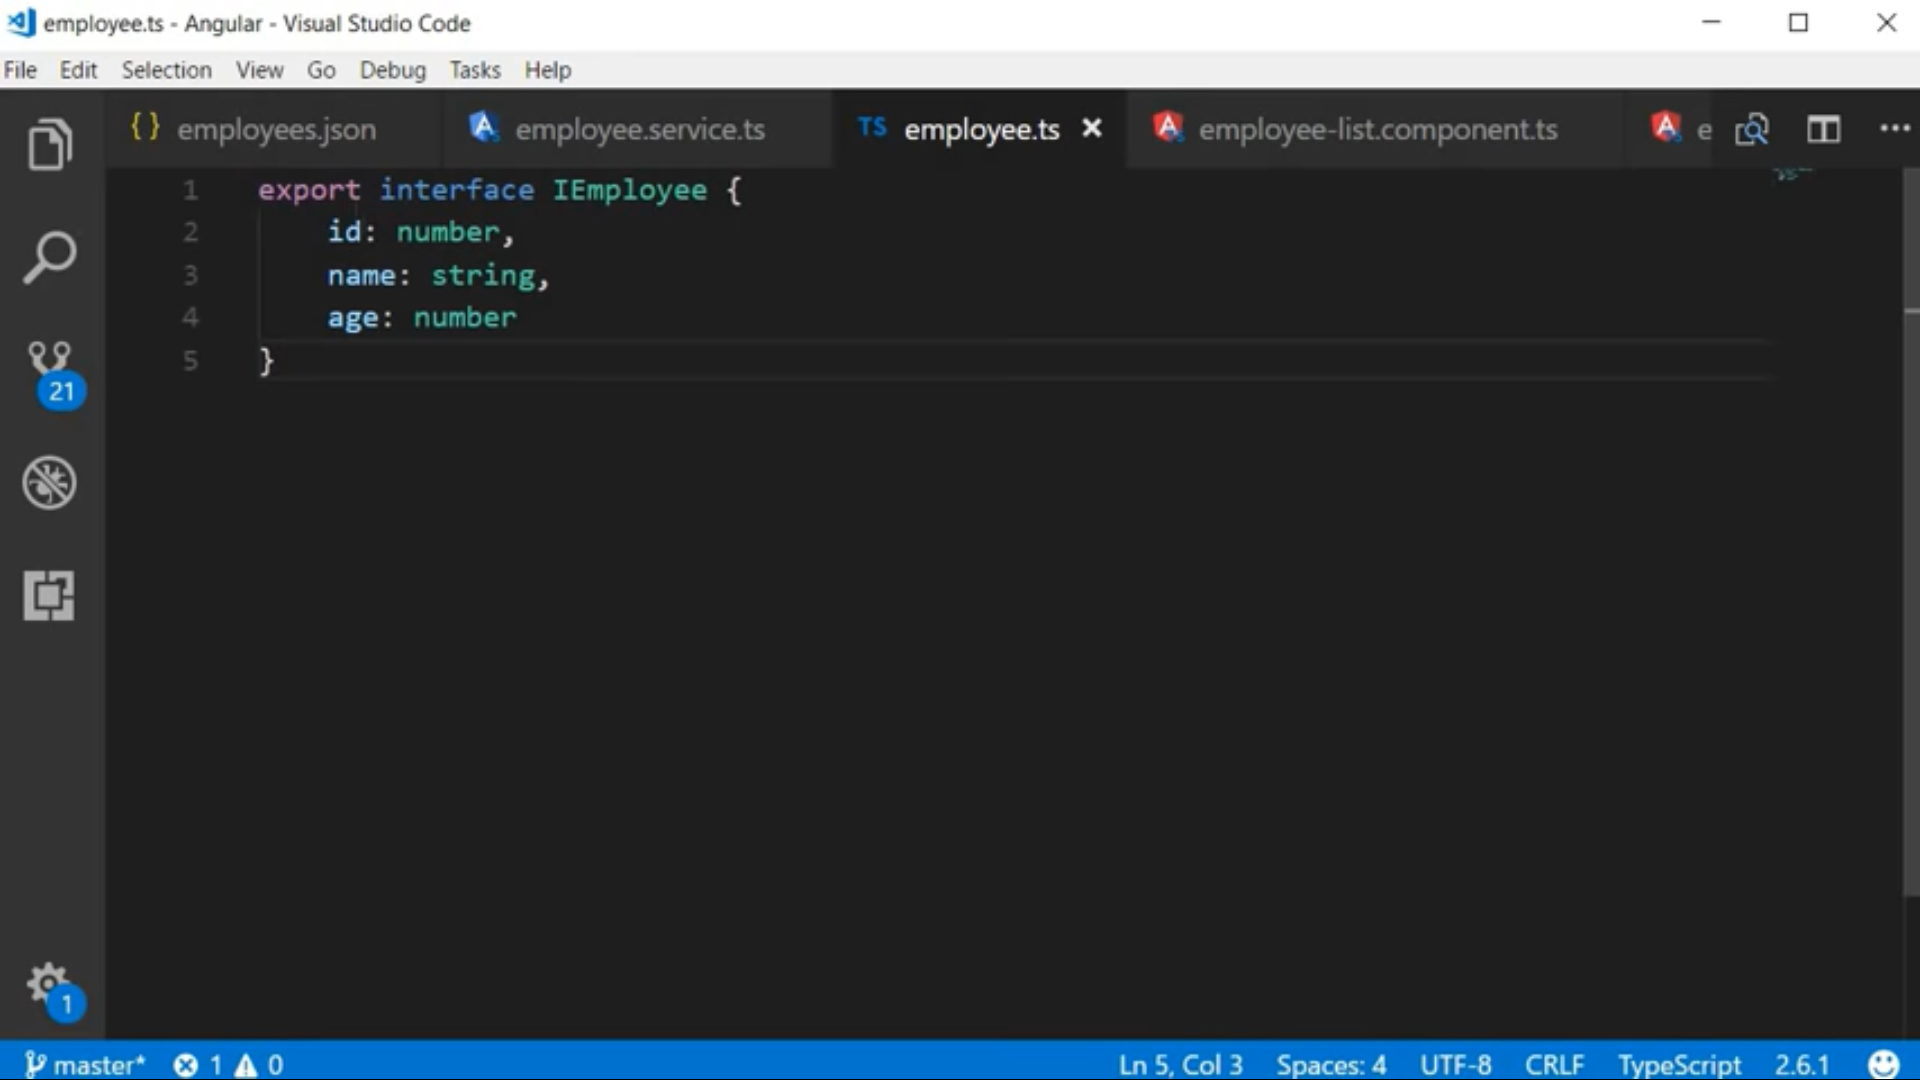 employee.ts - Angular - Visual Studio Code
File Edit Selection View Go Debug Tasks Help
{ } employees.json employee.service.ts TS employee.ts employee-list.component.ts e
1 export interface IEmployee {
2 id: number,
3 name: string,
4 age: number
5 }
21
1
master* 1 0 Ln 5, Col 3 Spaces: 4 UTF-8 CRLF TypeScript 2.6.1